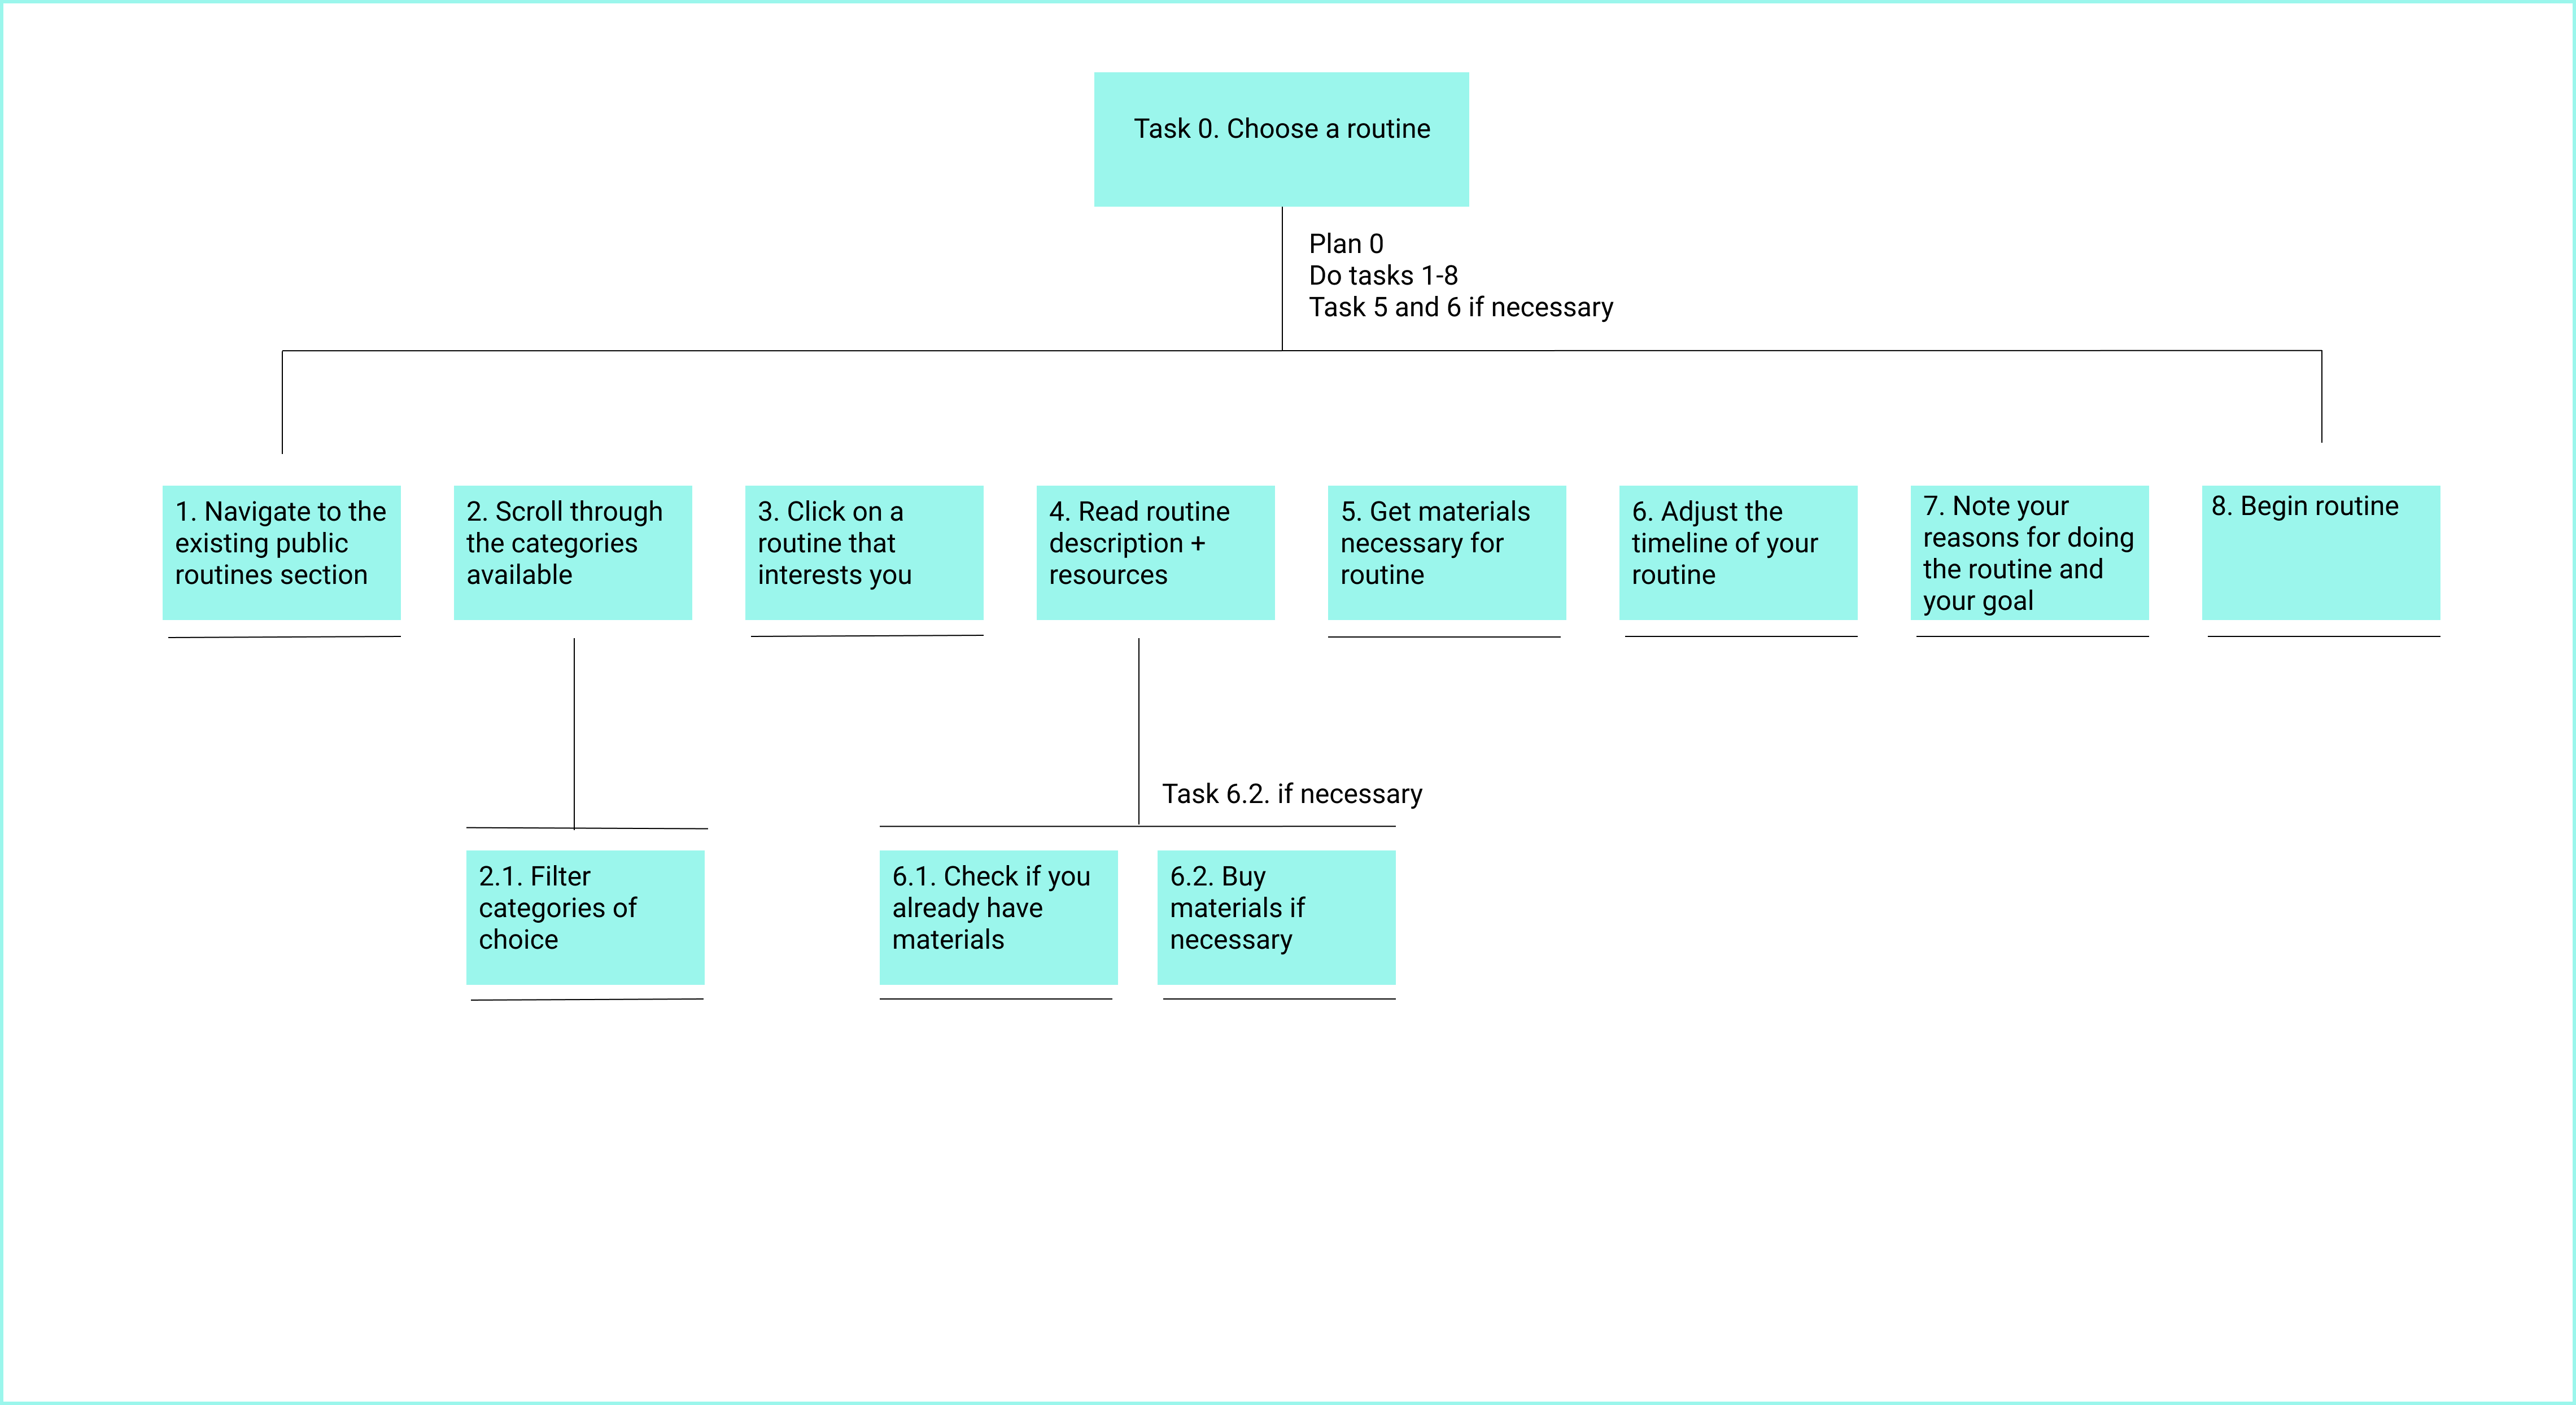 Task 0. Choose a routine
Plan 0
Do tasks 1-8
Task 5 and 6 if necessary
1. Navigate to the
existing public
routines section
2. Scroll through
the categories
available
3. Click on a
routine that
interests you
4. Read routine
description +
resources
5. Get materials
necessary for
routine
6. Adjust the
timeline of your
routine
7. Note your
reasons for doing
the routine and
your goal
8. Begin routine
Task 6.2. if necessary
2.1. Filter
categories of
choice
6.1. Check if you
already have
materials
6.2. Buy
materials if
necessary